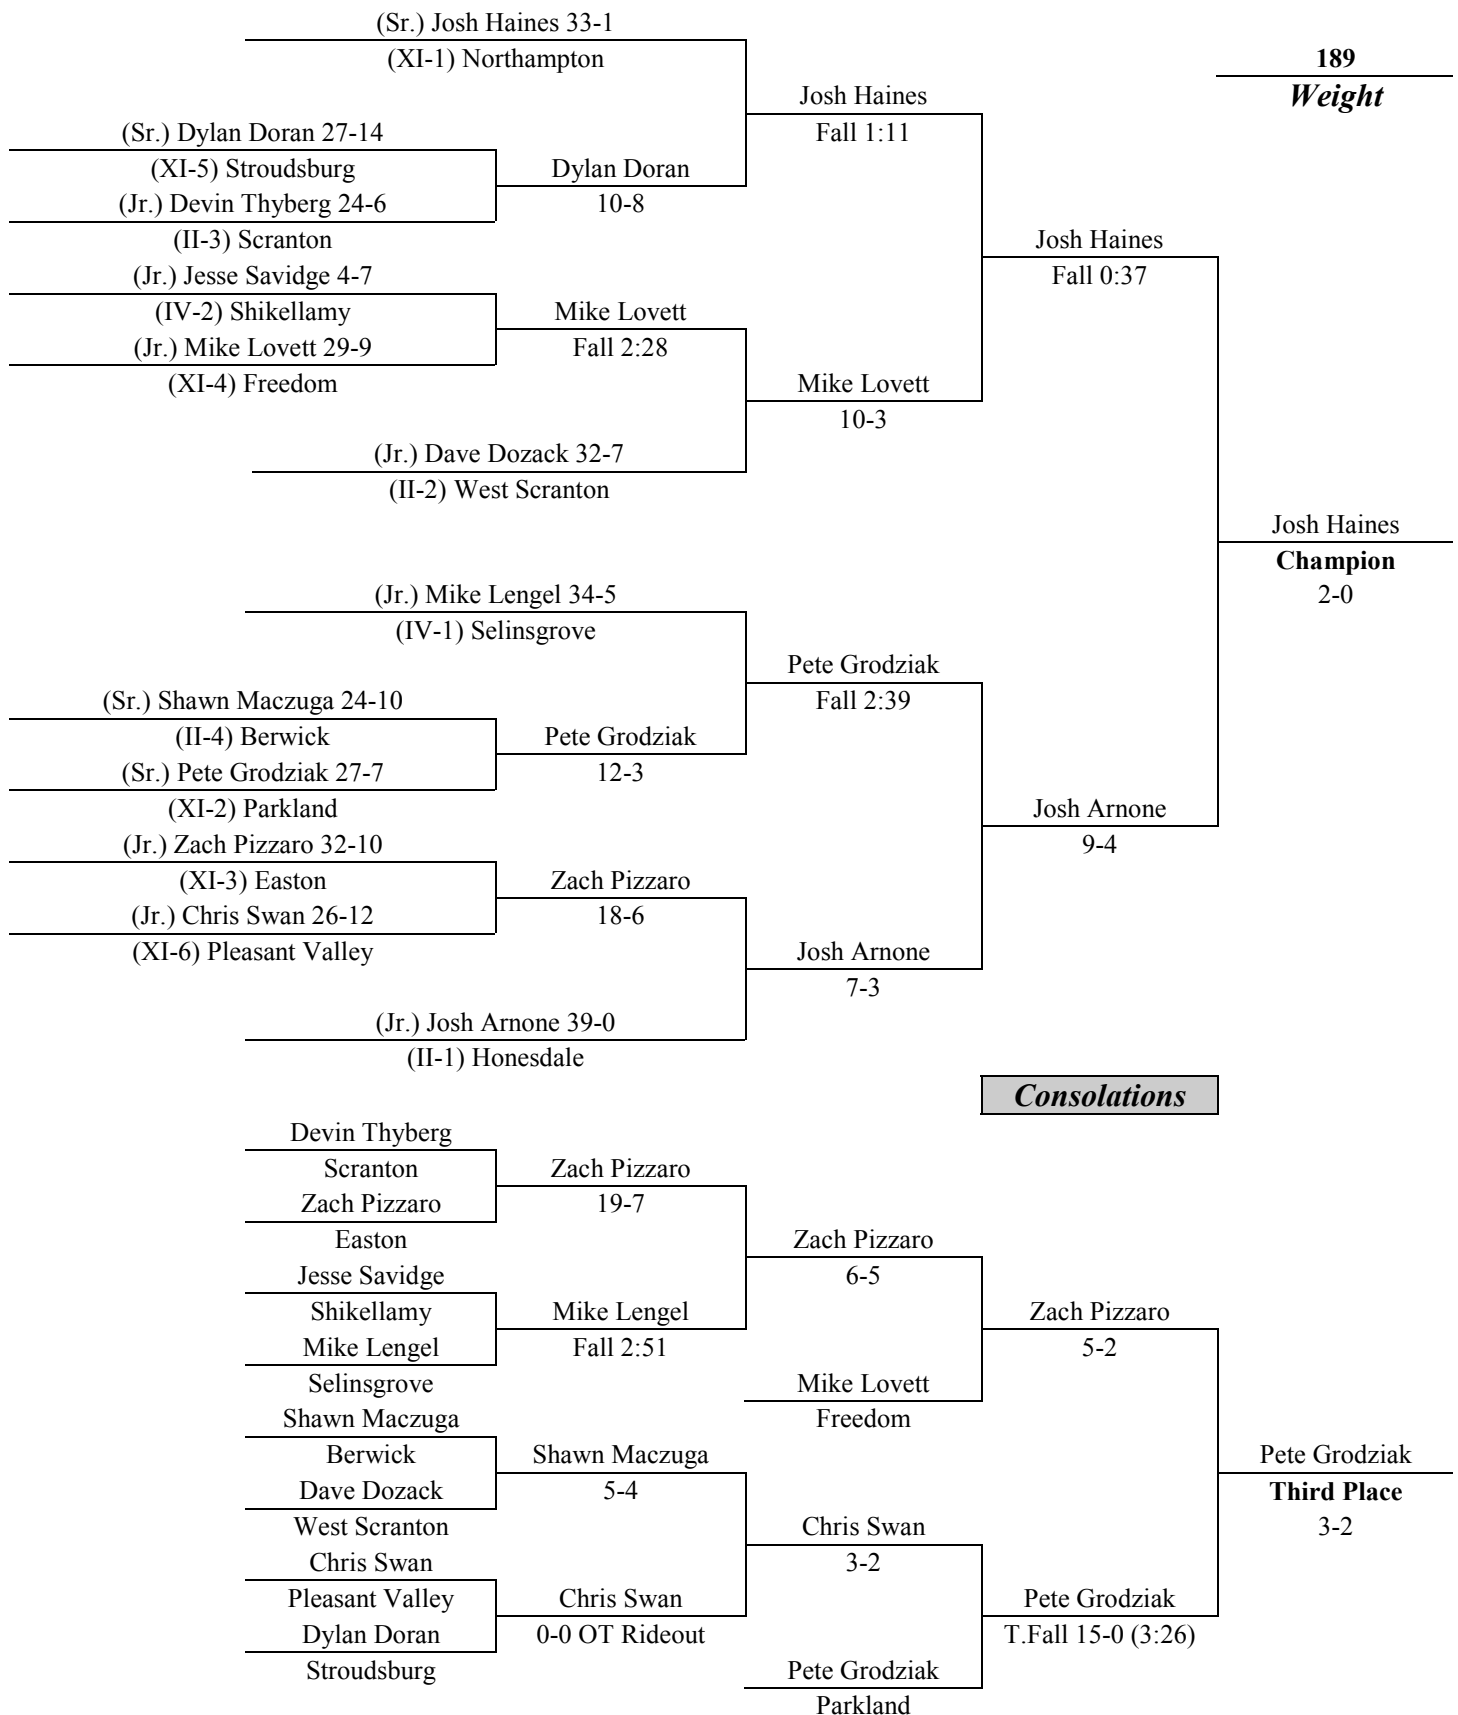 (Sr.) Josh Haines 33-1
(XI-1) Northampton
189
Weight
Josh Haines
Fall 1:11
(Sr.) Dylan Doran 27-14
(XI-5) Stroudsburg
Dylan Doran
(Jr.) Devin Thyberg 24-6
10-8
(II-3) Scranton
Josh Haines
(Jr.) Jesse Savidge 4-7
Fall 0:37
(IV-2) Shikellamy
Mike Lovett
(Jr.) Mike Lovett 29-9
Fall 2:28
(XI-4) Freedom
Mike Lovett
10-3
(Jr.) Dave Dozack 32-7
(II-2) West Scranton
Josh Haines
Champion
2-0
(Jr.) Mike Lengel 34-5
(IV-1) Selinsgrove
Pete Grodziak
Fall 2:39
(Sr.) Shawn Maczuga 24-10
(II-4) Berwick
Pete Grodziak
(Sr.) Pete Grodziak 27-7
12-3
(XI-2) Parkland
Josh Arnone
(Jr.) Zach Pizzaro 32-10
9-4
(XI-3) Easton
Zach Pizzaro
(Jr.) Chris Swan 26-12
18-6
(XI-6) Pleasant Valley
Josh Arnone
7-3
(Jr.) Josh Arnone 39-0
(II-1) Honesdale
Consolations
Devin Thyberg
Scranton
Zach Pizzaro
Zach Pizzaro
19-7
Easton
Zach Pizzaro
Jesse Savidge
6-5
Shikellamy
Mike Lengel
Zach Pizzaro
Mike Lengel
Fall 2:51
5-2
Selinsgrove
Mike Lovett
Shawn Maczuga
Freedom
Berwick
Shawn Maczuga
Pete Grodziak
Dave Dozack
5-4
Third Place
West Scranton
Chris Swan
3-2
Chris Swan
3-2
Pleasant Valley
Chris Swan
Pete Grodziak
Dylan Doran
0-0 OT Rideout
T.Fall 15-0 (3:26)
Stroudsburg
Pete Grodziak
Parkland